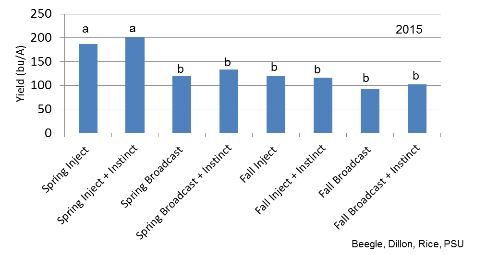 250
200
150
100
50
0
Yield (bu/A)
2015
a
a
b
b
b
b
b
b
Spring Inject
Spring Inject + Instinct
Spring Broadcast
Spring Broadcast + Instinct
Fall Inject
Fall Inject + Instinct
Fall Broadcast
Fall Broadcast + Instinct
Beegle, Dillon, Rice, PSU